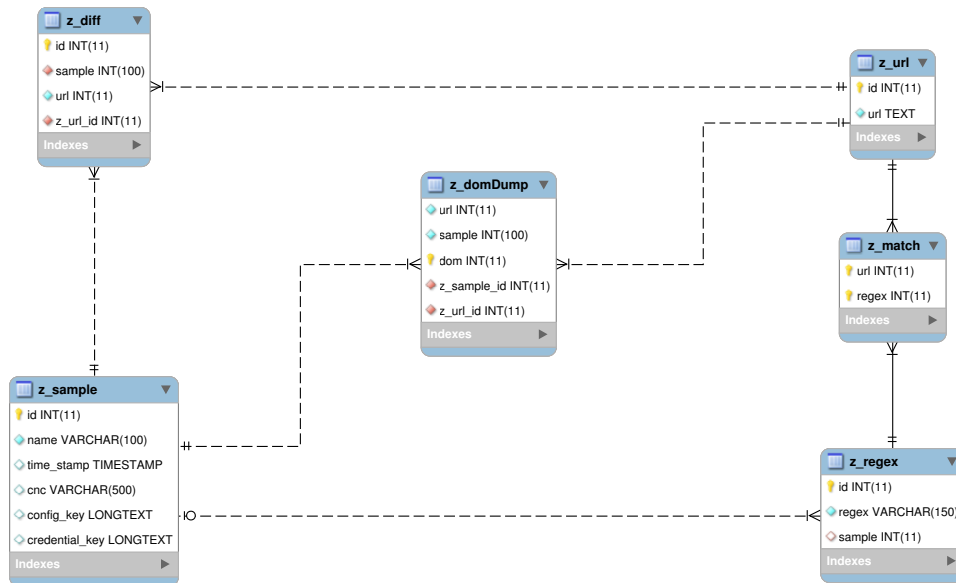 z_diff
id INT(11)
sample INT(100)
url INT(11)
z_url_id INT(11)
Indexes
z_url
id INT(11)
url TEXT
Indexes
z_domDump
url INT(11)
sample INT(100)
dom INT(11)
z_sample_id INT(11)
z_url_id INT(11)
Indexes
z_match
url INT(11)
regex INT(11)
Indexes
z_sample
id INT(11)
name VARCHAR(100)
time_stamp TIMESTAMP
cnc VARCHAR(500)
config_key LONGTEXT
credential_key LONGTEXT
Indexes
z_regex
id INT(11)
regex VARCHAR(150)
sample INT(11)
Indexes